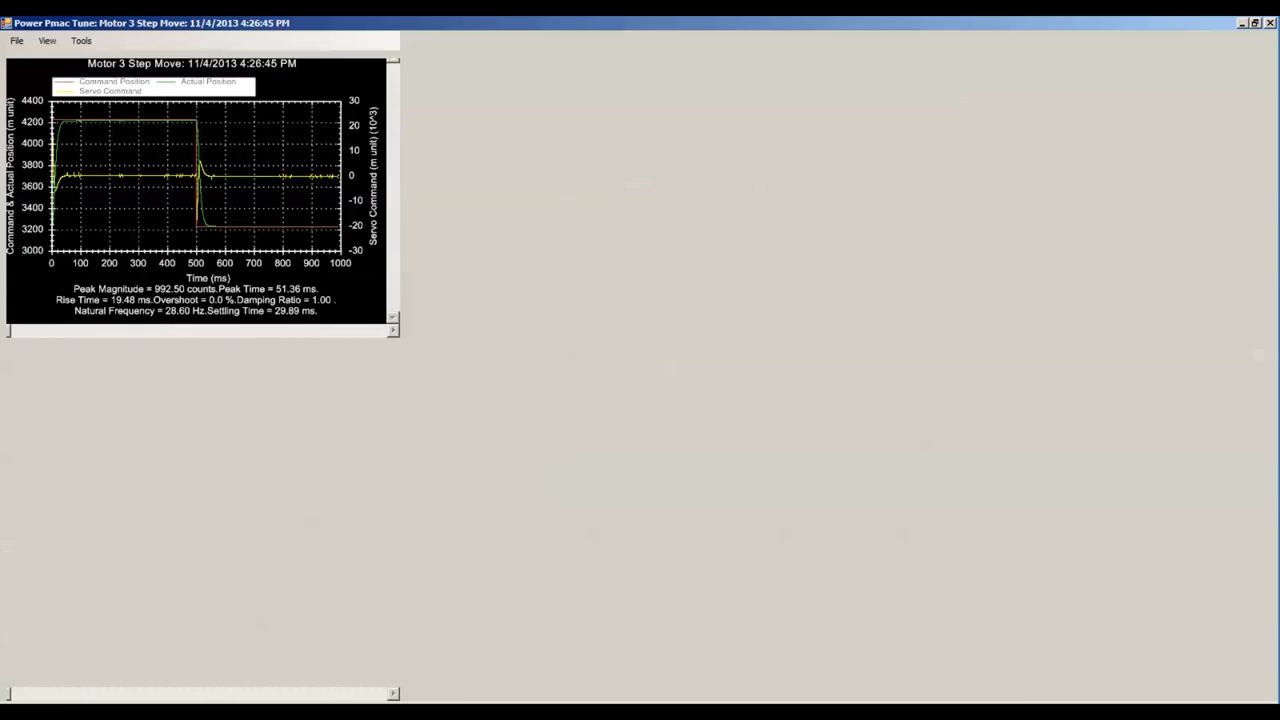 Power Pmac Tune: Motor 3 Step Move: 11/4/2013 4:26:45 PM
File View Tools
Motor 3 Step Move: 11/4/2013 4:26:45 PM
Command Position Actual Position
Servo Command
Command & Actual Position (m unit)
4400
4200
4000
3800
3600
3400
3200
3000
30
20
10
0
-10
-20
-30
Servo Command (m unit) (10^3)
0 100 200 300 400 500 600 700 800 900 1000
Time (ms)
Peak Magnitude = 992.50 counts.Peak Time = 51.36 ms.
Rise Time = 19.48 ms.Overshoot = 0.0 %.Damping Ratio = 1.00 .
Natural Frequency = 28.60 Hz.Settling Time = 29.89 ms.